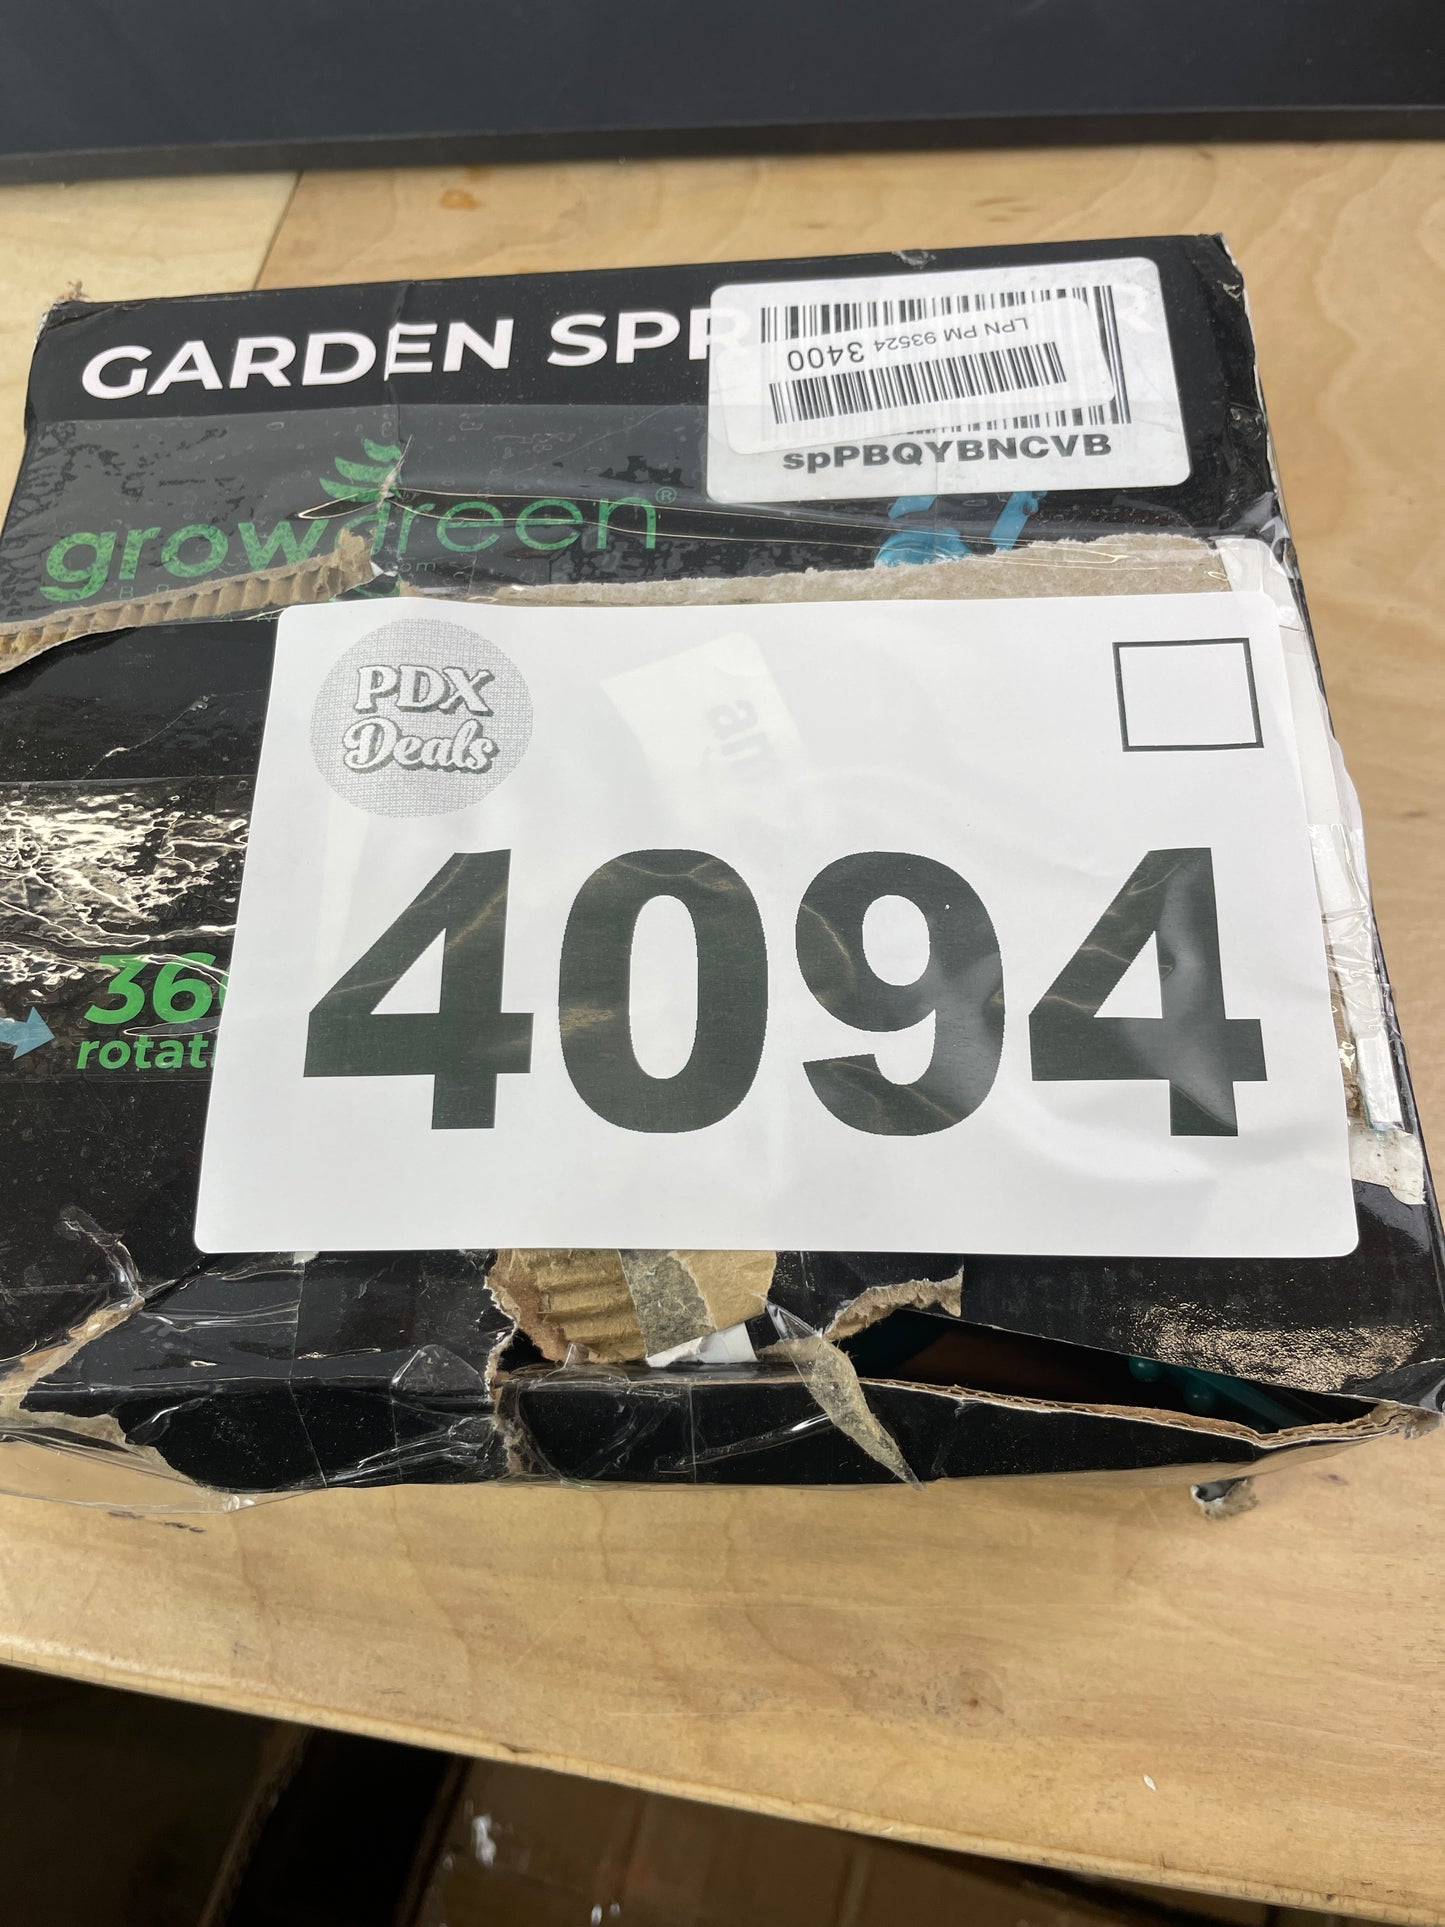 GARDEN SPR
LPN PM 93524 3400
spPBQYBNCVB
growgreen®
PDX
Deals
4094
36
rotat